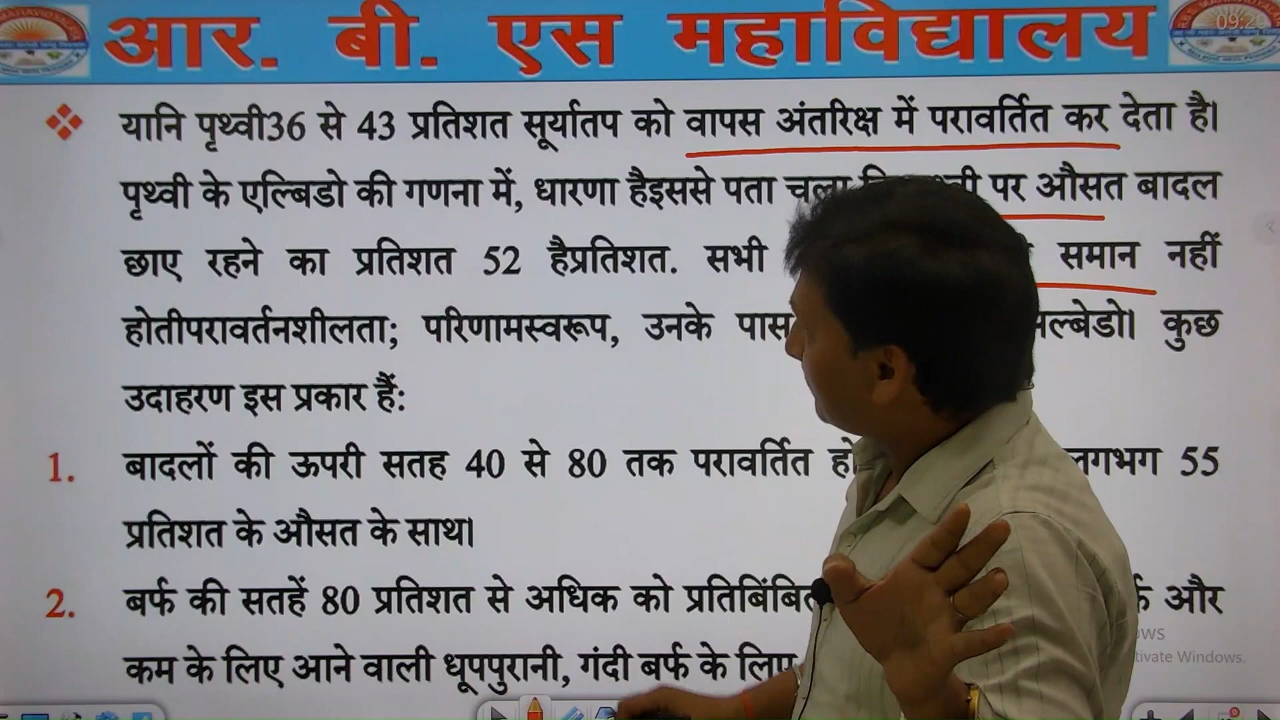 आर. बी. एस महाविद्यालय
यानि पृथ्वी36 से 43 प्रतिशत सूर्यातप को वापस अंतरिक्ष में परावर्तित कर देता है।
पृथ्वी के एल्बिडो की गणना में, धारणा हैइससे पता चला पर औसत बादल
छाए रहने का प्रतिशत 52 हैप्रतिशत. सभी समान नहीं
होतीपरावर्तनशीलता; परिणामस्वरूप, उनके पास कुछ
उदाहरण इस प्रकार हैं:
1. बादलों की ऊपरी सतह 40 से 80 तक परावर्तित लगभग 55
प्रतिशत के औसत के साथ।
2. बर्फ की सतहें 80 प्रतिशत से अधिक को प्रतिबिंबित और
कम के लिए आने वाली धूपपुरानी, गंदी बर्फ के लिए